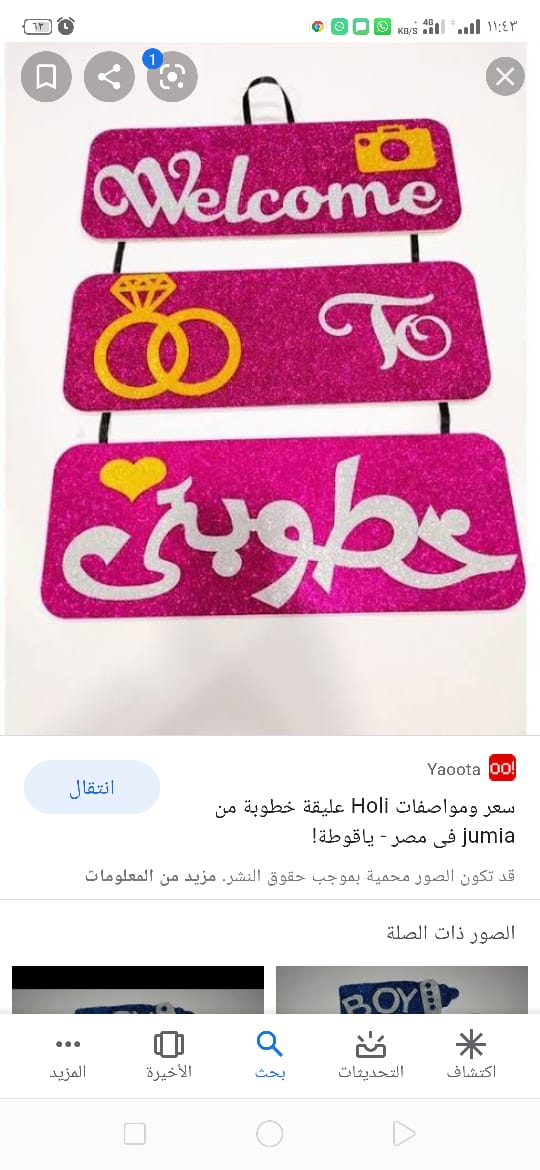 ٦٣
KB/S
4G
١١:٤٣
1
Welcome
To
خطوبتى
Yaoota
oo!
انتقال
سعر ومواصفات Holi عليقة خطوبة من
jumia فى مصر - ياقوطة!
قد تكون الصور محمية بموجب حقوق النشر. مزيد من المعلومات
الصور ذات الصلة
BOY
اكتشاف
التحديثات
بحث
الأخيرة
المزيد